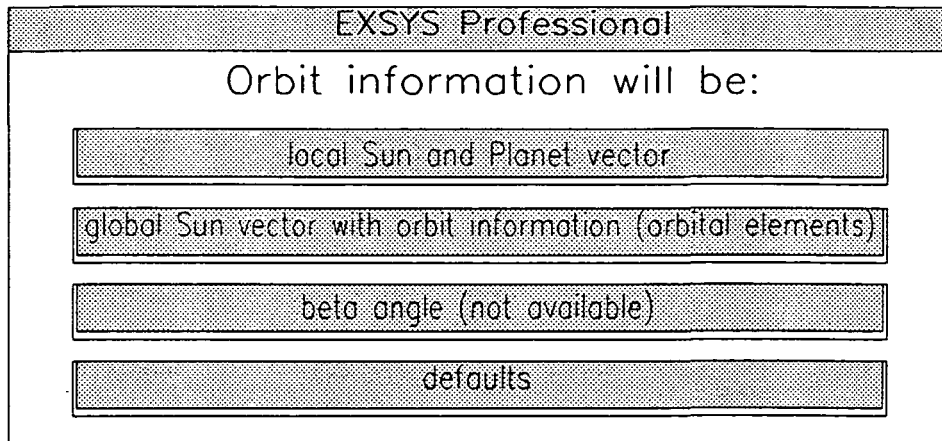 EXSYS Professional
Orbit information will be:
local Sun and Planet vector
global Sun vector with orbit information (orbital elements)
beta angle (not available)
defaults